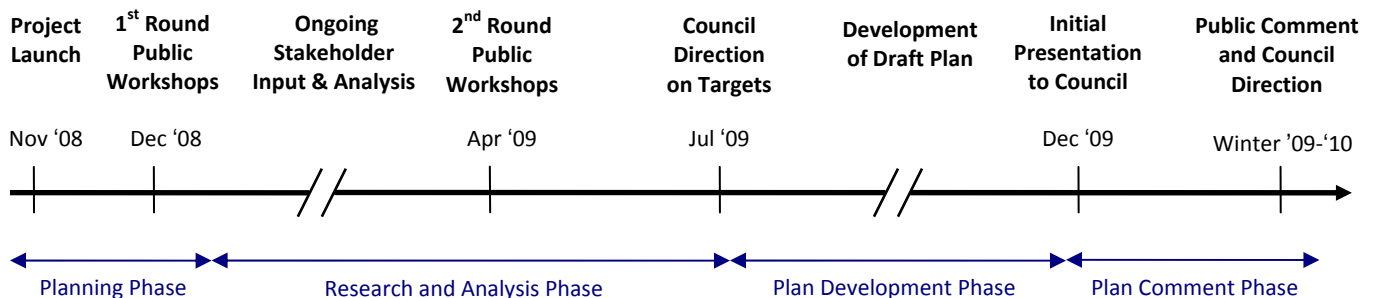 Project
Launch
1st Round
Public
Workshops
Ongoing
Stakeholder
Input & Analysis
2nd Round
Public
Workshops
Council
Direction
on Targets
Development
of Draft Plan
Initial
Presentation
to Council
Public Comment
and Council
Direction
Nov ‘08
Dec ‘08
Apr ‘09
Jul ‘09
Dec ‘09
Winter ’09-‘10
Planning Phase
Research and Analysis Phase
Plan Development Phase
Plan Comment Phase